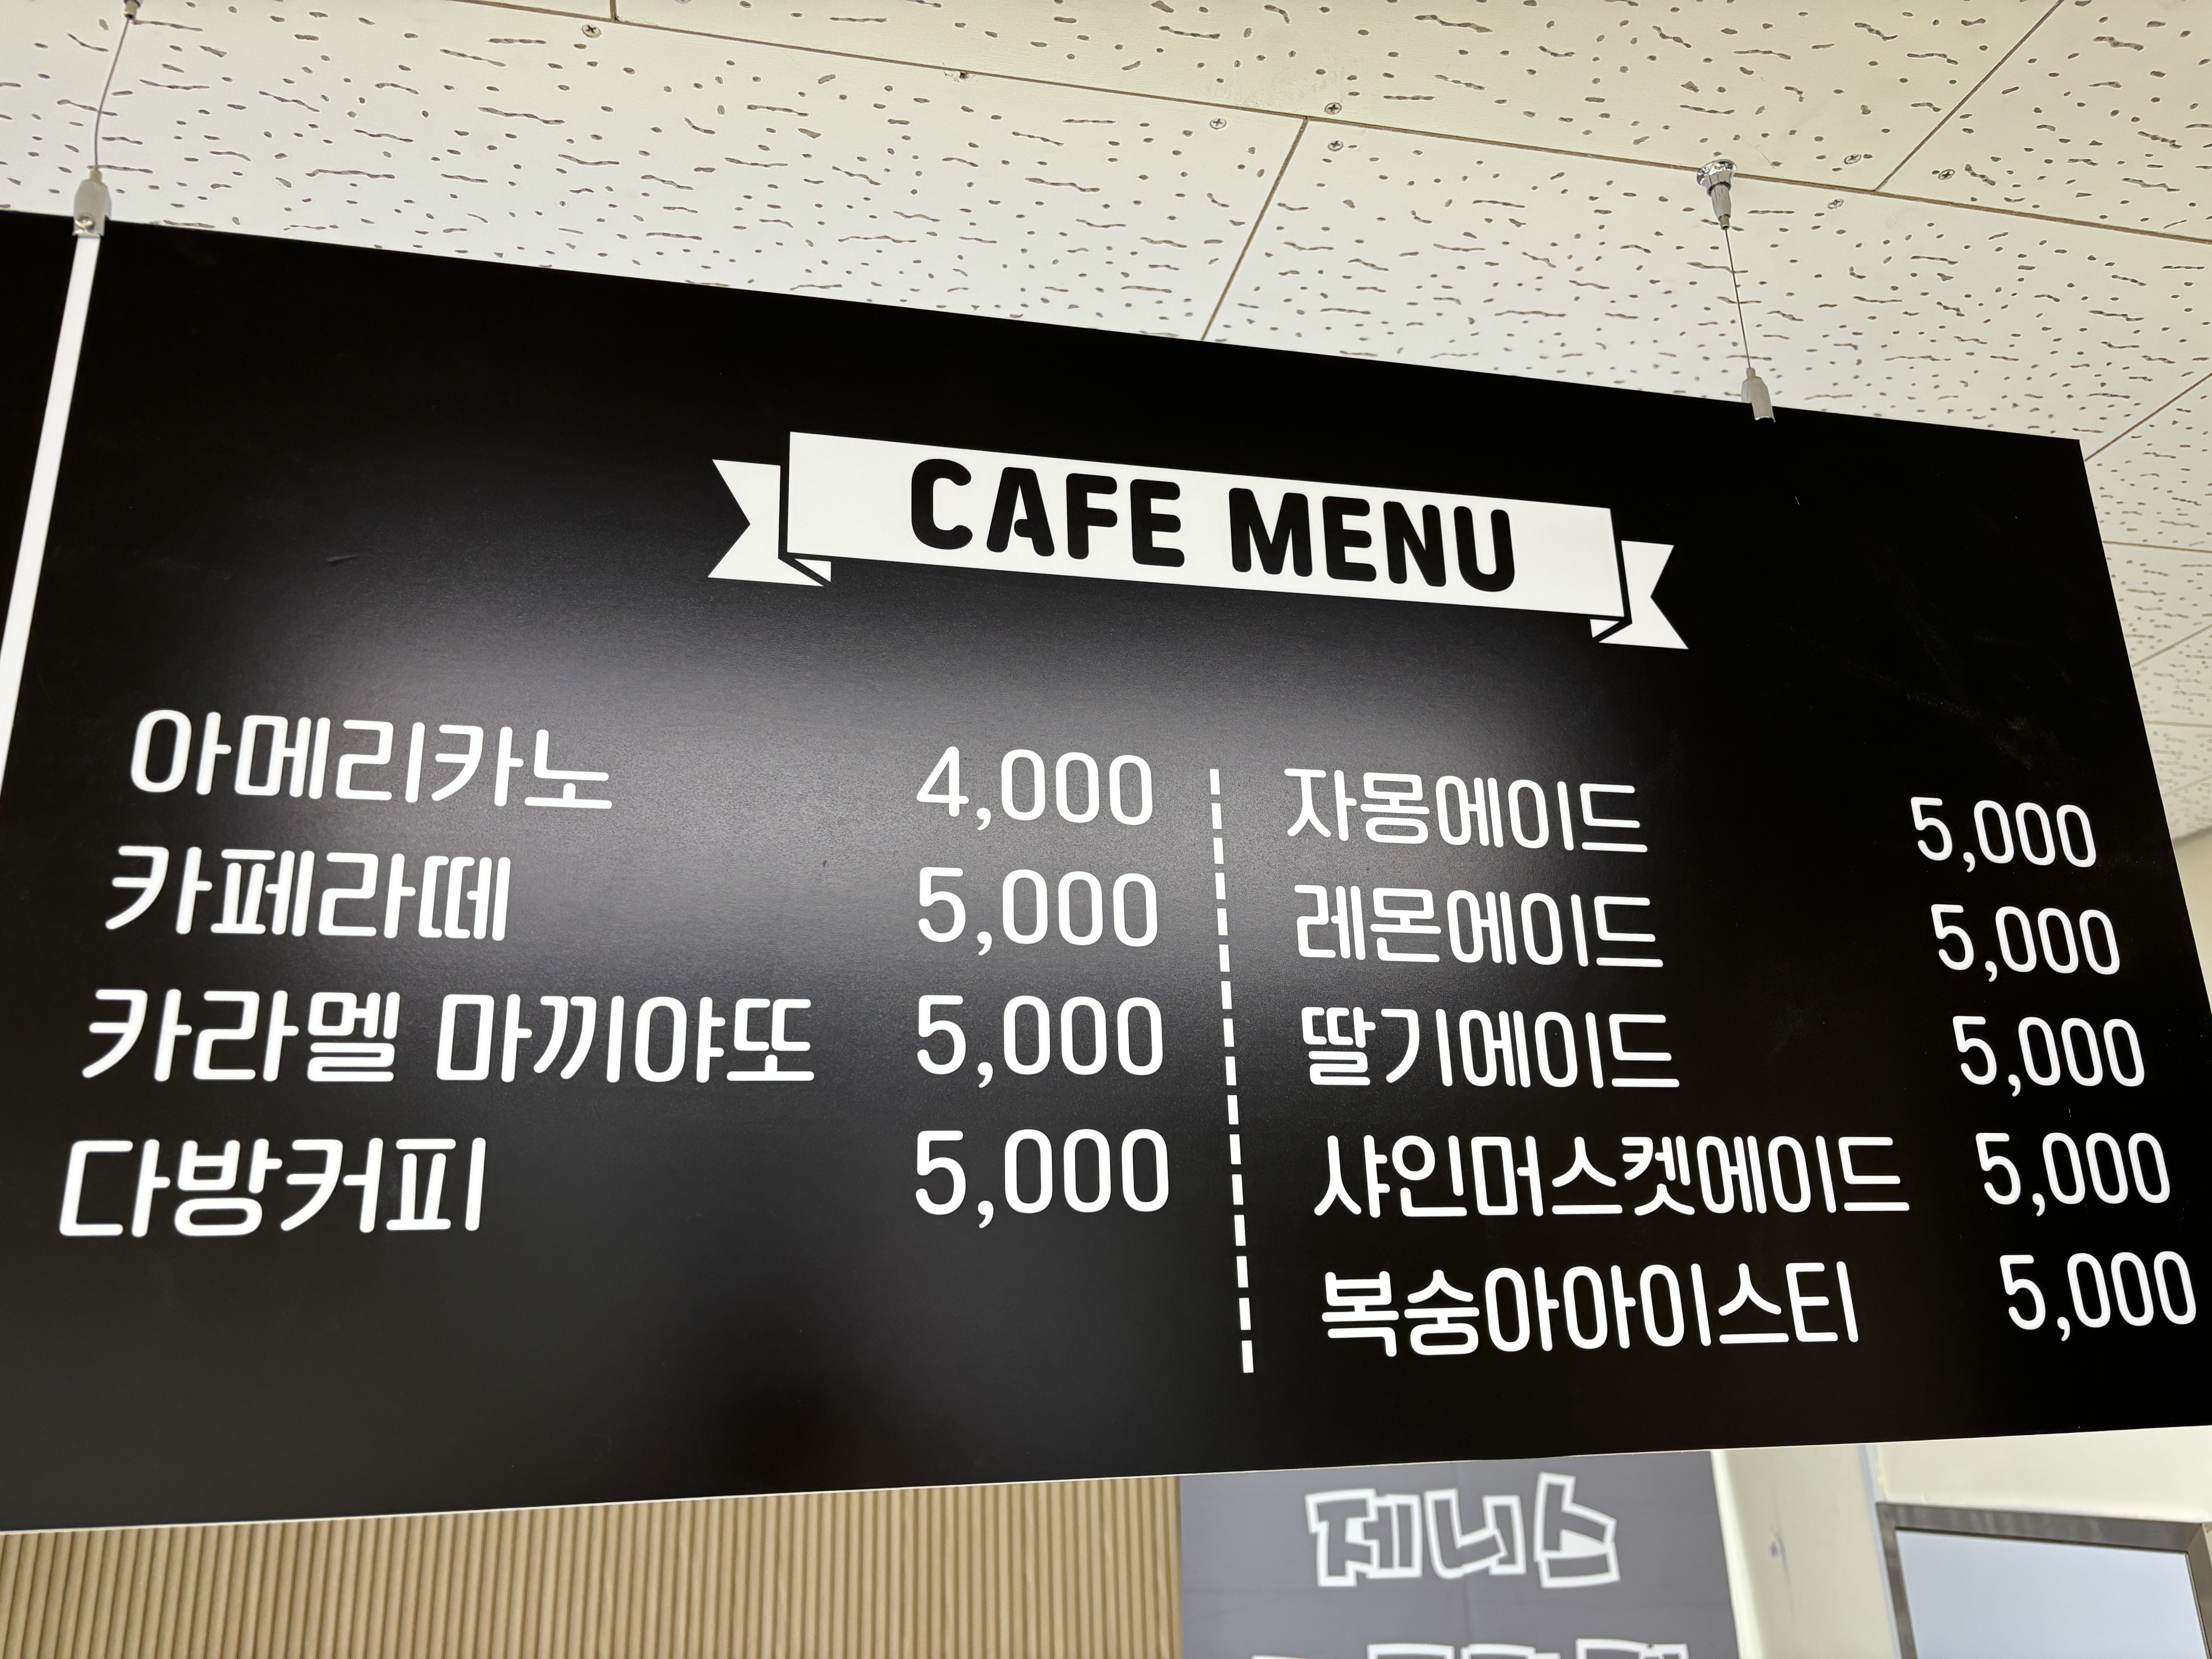 CAFE MENU
아메리카노 4,000
카페라떼 5,000
카라멜 마끼야또 5,000
다방커피 5,000
자몽에이드 5,000
레몬에이드 5,000
딸기에이드 5,000
샤인머스켓에이드 5,000
복숭아아이스티 5,000
제니스